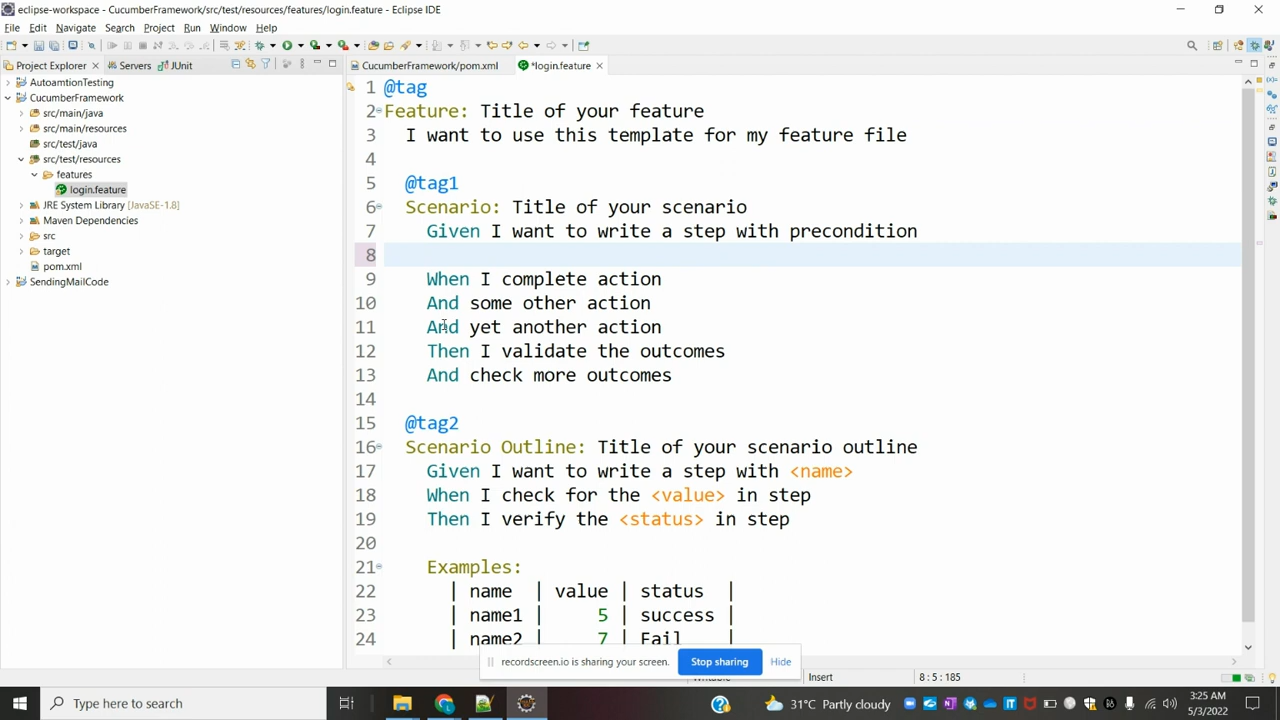 eclipse-workspace - CucumberFramework/src/test/resources/features/login.feature - Eclipse IDE
File Edit Navigate Search Project Run Window Help
Project Explorer Servers JUnit
CucumberFramework/pom.xml *login.feature
AutoamtionTesting
CucumberFramework
src/main/java
src/main/resources
src/test/java
src/test/resources
features
login.feature
JRE System Library [JavaSE-1.8]
Maven Dependencies
src
target
pom.xml
SendingMailCode
1 @tag
2 Feature: Title of your feature
3 I want to use this template for my feature file
4
5 @tag1
6 Scenario: Title of your scenario
7 Given I want to write a step with precondition
8
9 When I complete action
10 And some other action
11 And yet another action
12 Then I validate the outcomes
13 And check more outcomes
14
15 @tag2
16 Scenario Outline: Title of your scenario outline
17 Given I want to write a step with <name>
18 When I check for the <value> in step
19 Then I verify the <status> in step
20
21 Examples:
22 | name | value | status |
23 | name1 | 5 | success |
24 | name2 | 7 | Fail |
recordscreen.io is sharing your screen. Stop sharing Hide
Writable Insert 8 : 5 : 185
Type here to search
31°C Partly cloudy
3:25 AM
5/3/2022